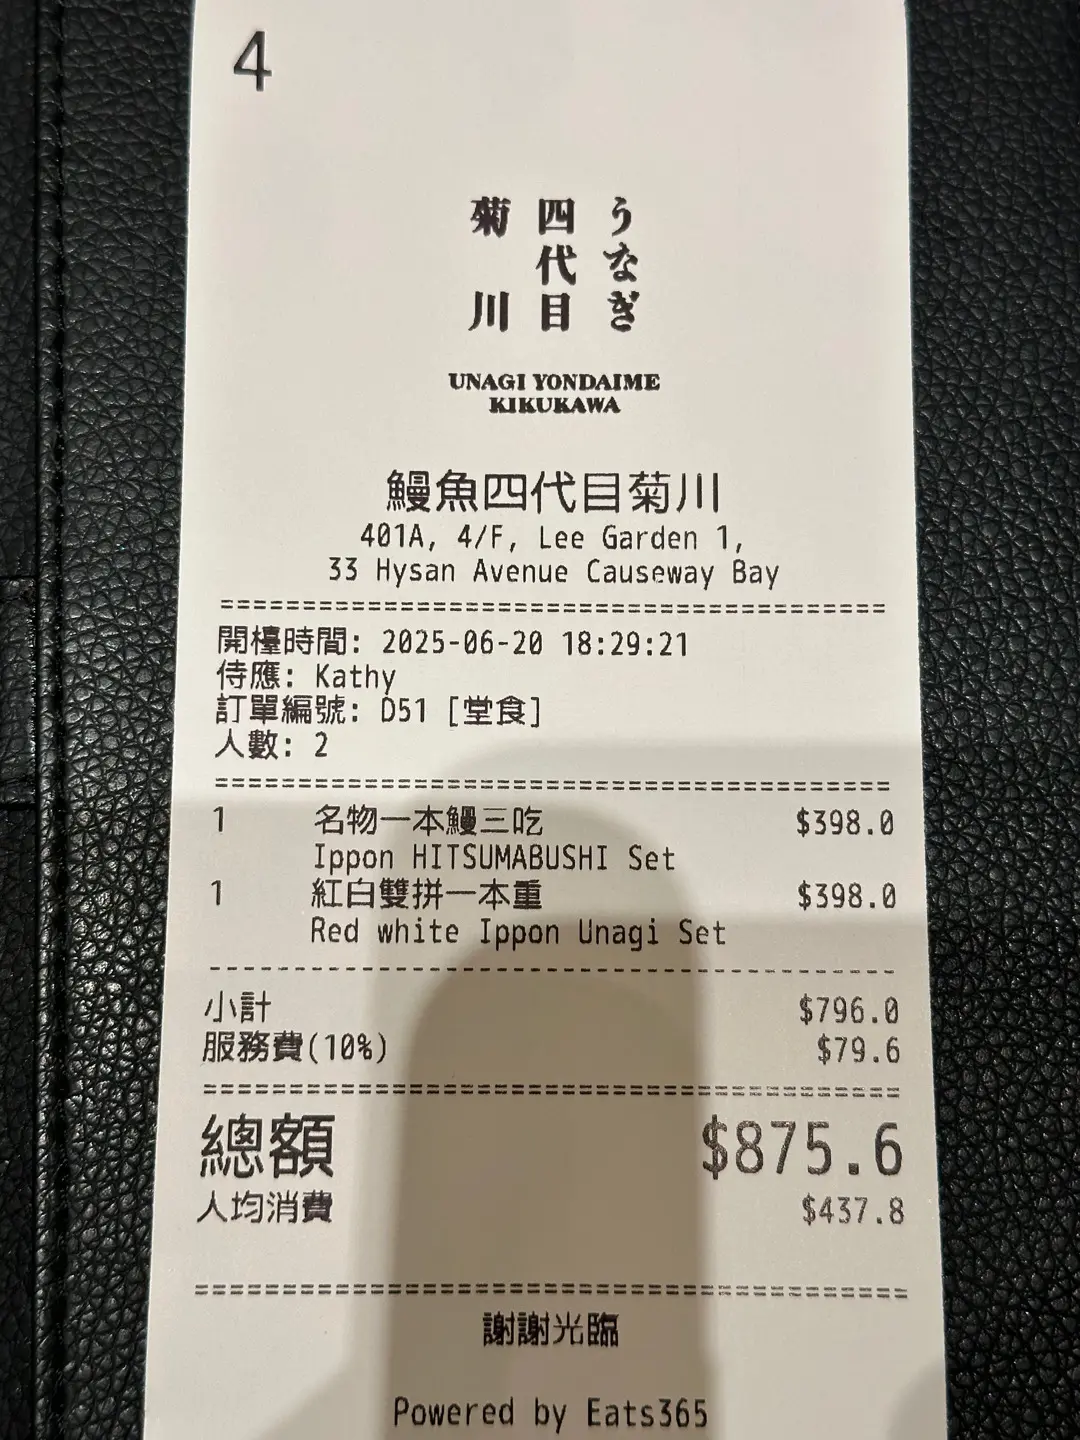 4
うなぎ
四代目
菊川
UNAGI YONDAIME
KIKUKAWA
鰻魚四代目菊川
401A, 4/F, Lee Garden 1,
33 Hysan Avenue Causeway Bay
========================================
開檯時間: 2025-06-20 18:29:21
侍應: Kathy
訂單編號: D51 [堂食]
人數: 2
========================================
1 名物一本鰻三吃 $398.0
Ippon HITSUMABUSHI Set
1 紅白雙拼一本重 $398.0
Red white Ippon Unagi Set
----------------------------------------
小計 $796.0
服務費(10%) $79.6
========================================
總額 $875.6
人均消費 $437.8
========================================
謝謝光臨
Powered by Eats365